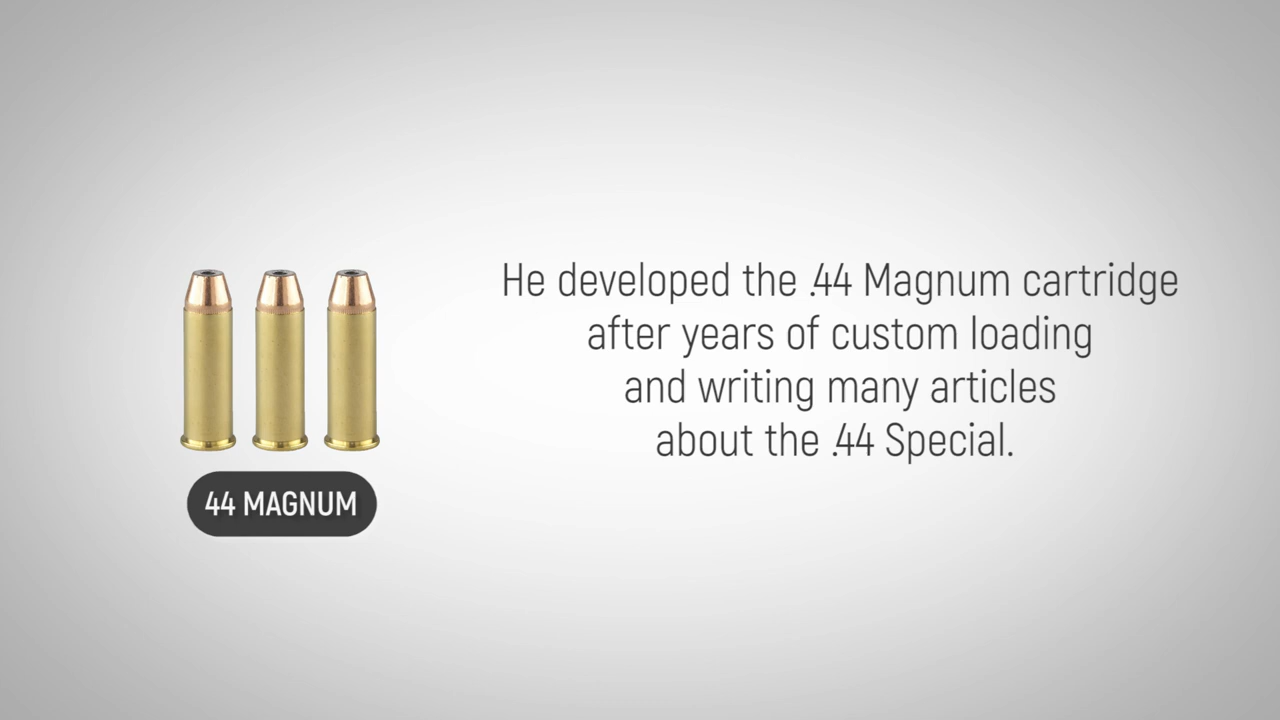 He developed the .44 Magnum cartridge
after years of custom loading
and writing many articles
about the .44 Special.
44 MAGNUM